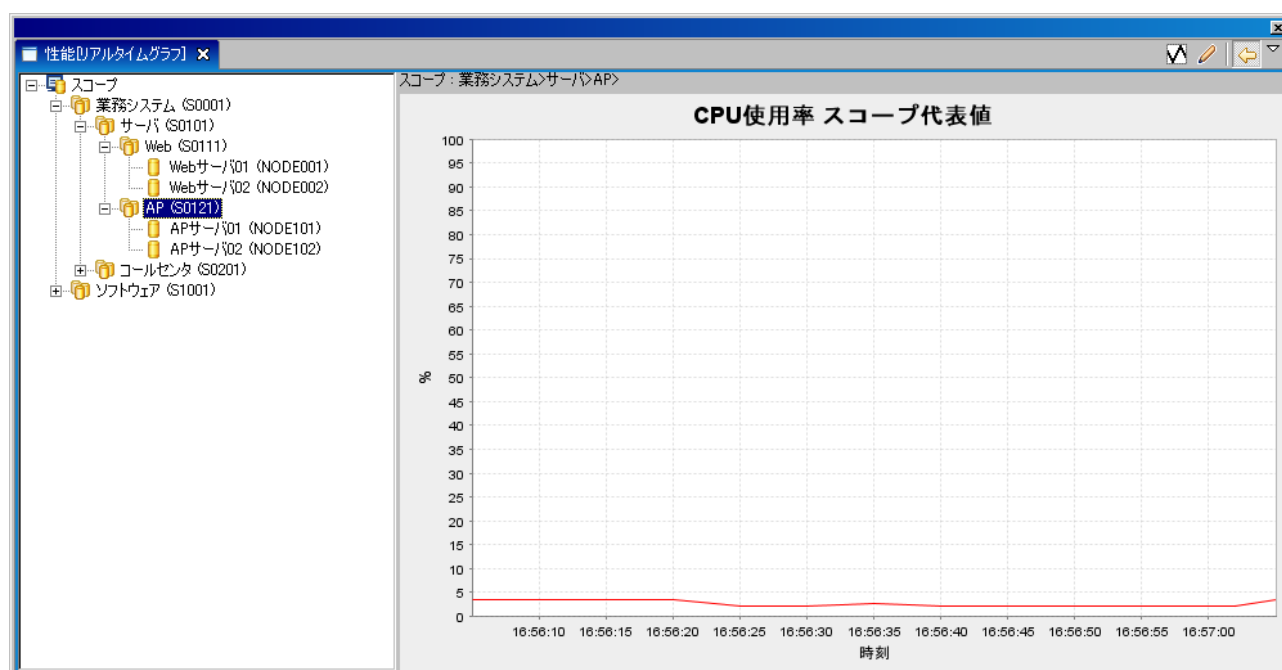 性能[リアルタイムグラフ]
スコープ
業務システム (S0001)
サーバ (S0101)
Web (S0111)
Webサーバ01 (NODE001)
Webサーバ02 (NODE002)
AP (S0121)
APサーバ01 (NODE101)
APサーバ02 (NODE102)
コールセンタ (S0201)
ソフトウェア (S1001)
スコープ : 業務システム>サーバ>AP>
CPU使用率 スコープ代表値
100
95
90
85
80
75
70
65
60
55
50
45
40
35
30
25
20
15
10
5
0
%
16:56:10 16:56:15 16:56:20 16:56:25 16:56:30 16:56:35 16:56:40 16:56:45 16:56:50 16:56:55 16:57:00
時刻